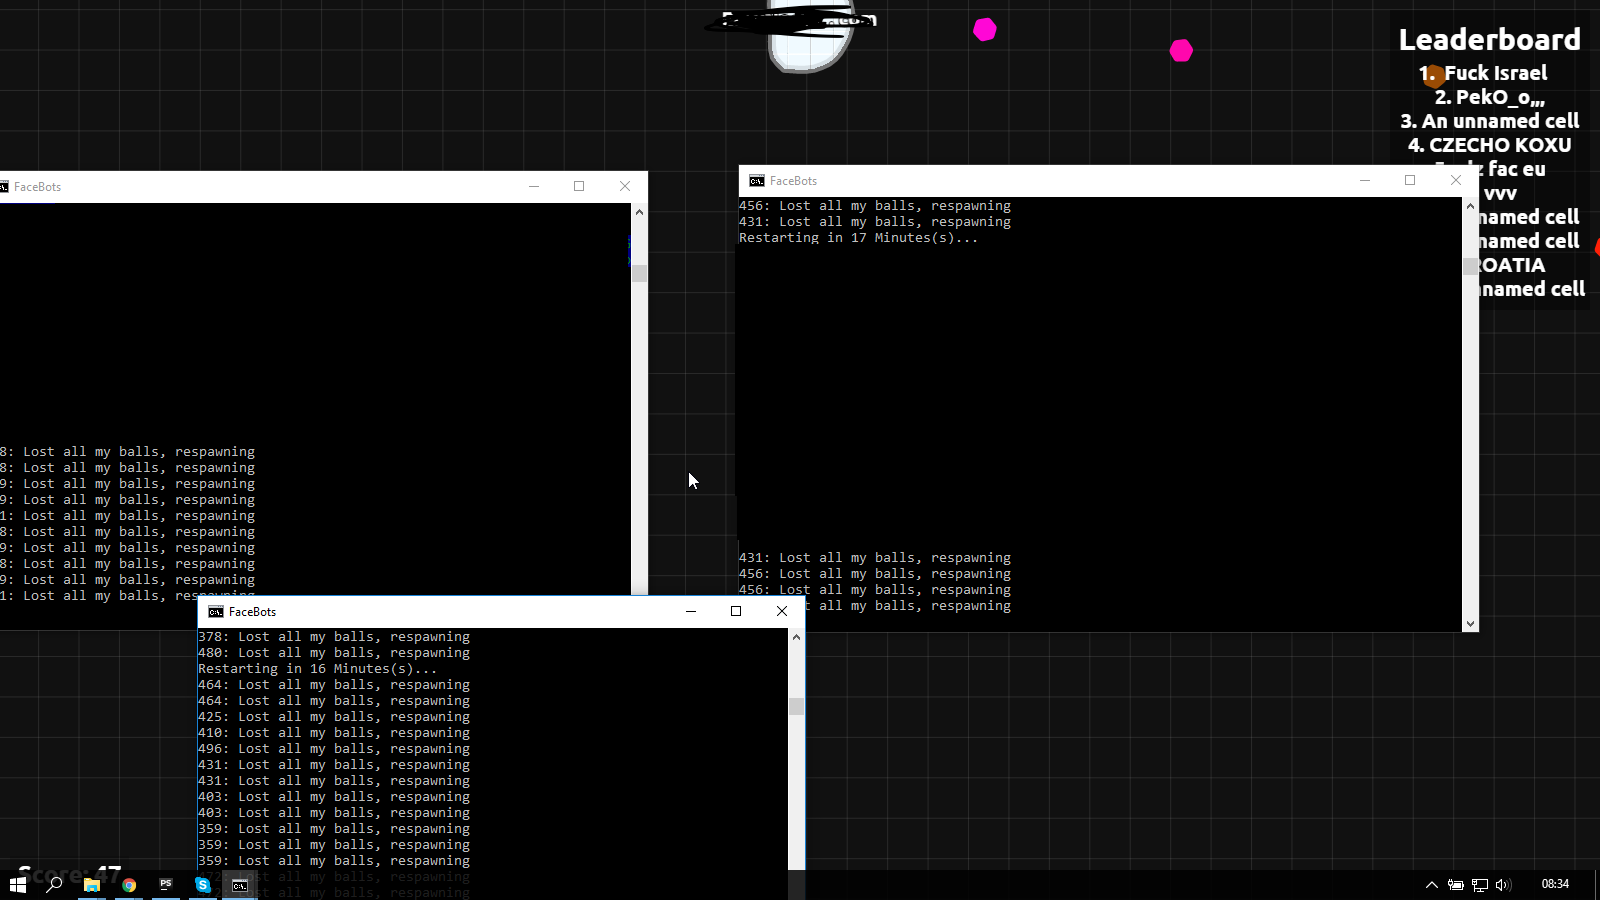 .com
Leaderboard
1. Fuck Israel
2. PekO_o,,,
3. An unnamed cell
4. CZECHO KOXU
fac eu
vvv
named cell
named cell
ROATIA
nnamed cell
FaceBots
8: Lost all my balls, respawning
8: Lost all my balls, respawning
9: Lost all my balls, respawning
9: Lost all my balls, respawning
1: Lost all my balls, respawning
8: Lost all my balls, respawning
9: Lost all my balls, respawning
8: Lost all my balls, respawning
9: Lost all my balls, respawning
1: Lost all my balls, respawning
FaceBots
456: Lost all my balls, respawning
431: Lost all my balls, respawning
Restarting in 17 Minutes(s)...
431: Lost all my balls, respawning
456: Lost all my balls, respawning
456: Lost all my balls, respawning
t all my balls, respawning
FaceBots
378: Lost all my balls, respawning
480: Lost all my balls, respawning
Restarting in 16 Minutes(s)...
464: Lost all my balls, respawning
464: Lost all my balls, respawning
425: Lost all my balls, respawning
410: Lost all my balls, respawning
496: Lost all my balls, respawning
431: Lost all my balls, respawning
431: Lost all my balls, respawning
403: Lost all my balls, respawning
403: Lost all my balls, respawning
359: Lost all my balls, respawning
359: Lost all my balls, respawning
359: Lost all my balls, respawning
472: Lost all my balls, respawning
472: Lost all my balls, respawning
Score: 47
PS
08:34